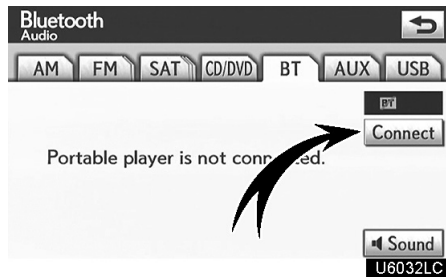 Bluetooth
Audio
AM FM SAT CD/DVD BT AUX USB
BT
Connect
Portable player is not connected.
Sound
U6032LC